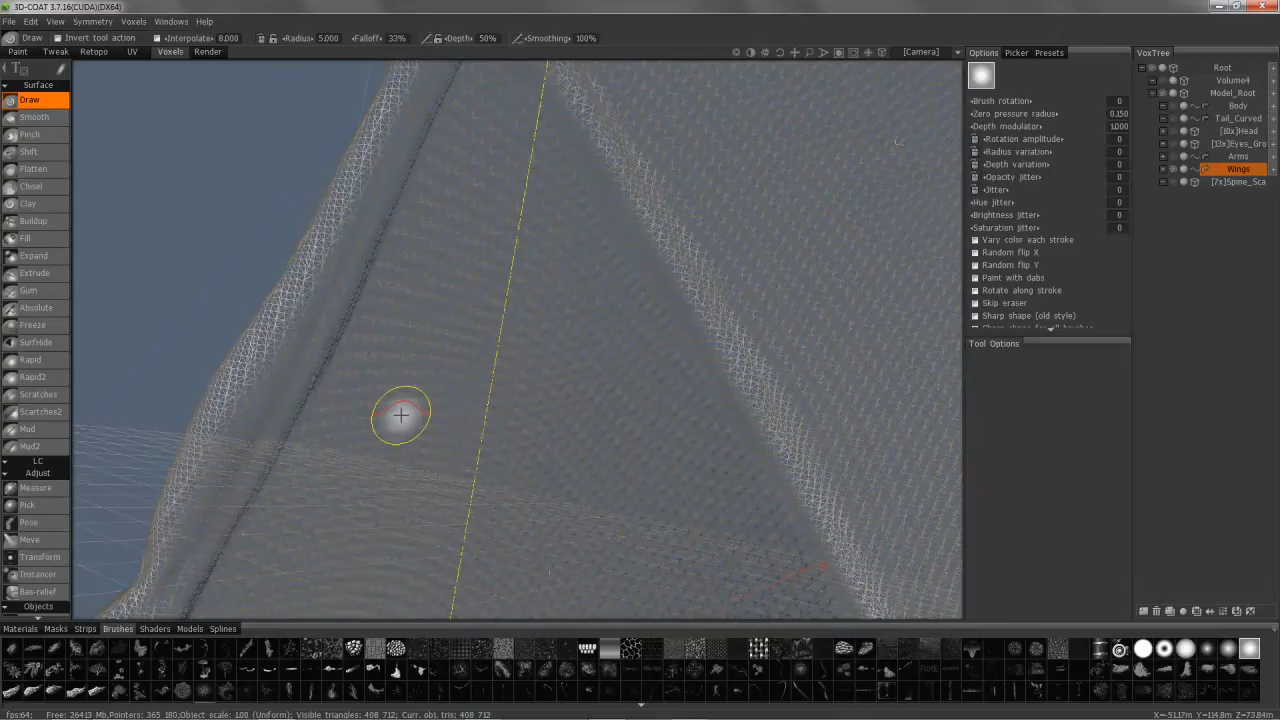 3D-COAT 3.7.16(CUDA)(DX64)
File Edit View Symmetry Voxels Textures Windows Help
Draw Invert tool action Interpolate 8.000 Radius: 5.000 Falloff: 33% Depth: 50% Smoothing: 100%
Paint Tweak Retopo UV Voxels Render [Camera] Options Picker Presets VoxTree
Surface
Draw
Smooth
Pinch
Shift
Flatten
Chisel
Clay
Buildup
Fill
Expand
Extrude
Gum
Absolute
Freeze
SurfHide
Rapid
Rapid2
Scratches
Scartches2
Mud
Mud2
LC
Adjust
Measure
Pick
Pose
Move
Transform
Instancer
Bas-relief
Objects
Brush rotation: 0
Zero pressure radius: 0.150
Depth modulator: 1.000
Rotation amplitude: 0
Radius variation: 0
Depth variation: 0
Opacity jitter: 0
Jitter: 0
Hue jitter: 0
Brightness jitter: 0
Saturation jitter: 0
Vary color each stroke
Random flip X
Random flip Y
Paint with dabs
Rotate along stroke
Skip eraser
Sharp shape (old style)
Tool Options
Root
Volume4
Model_Root
Body
Tail_Curved
[10x]Head
[13x]Eyes_Gro
Arms
Wings
[7x]Spine_Sca
Materials Masks Strips Brushes Shaders Models Splines
fps:64; Free: 26413 Mb,Pointers: 365 180;Object scale: 1.00 (Uniform); Visible triangles: 408 712; Curr. obj. tris: 408 712 X=-51.17m Y=114.8m Z=73.84m